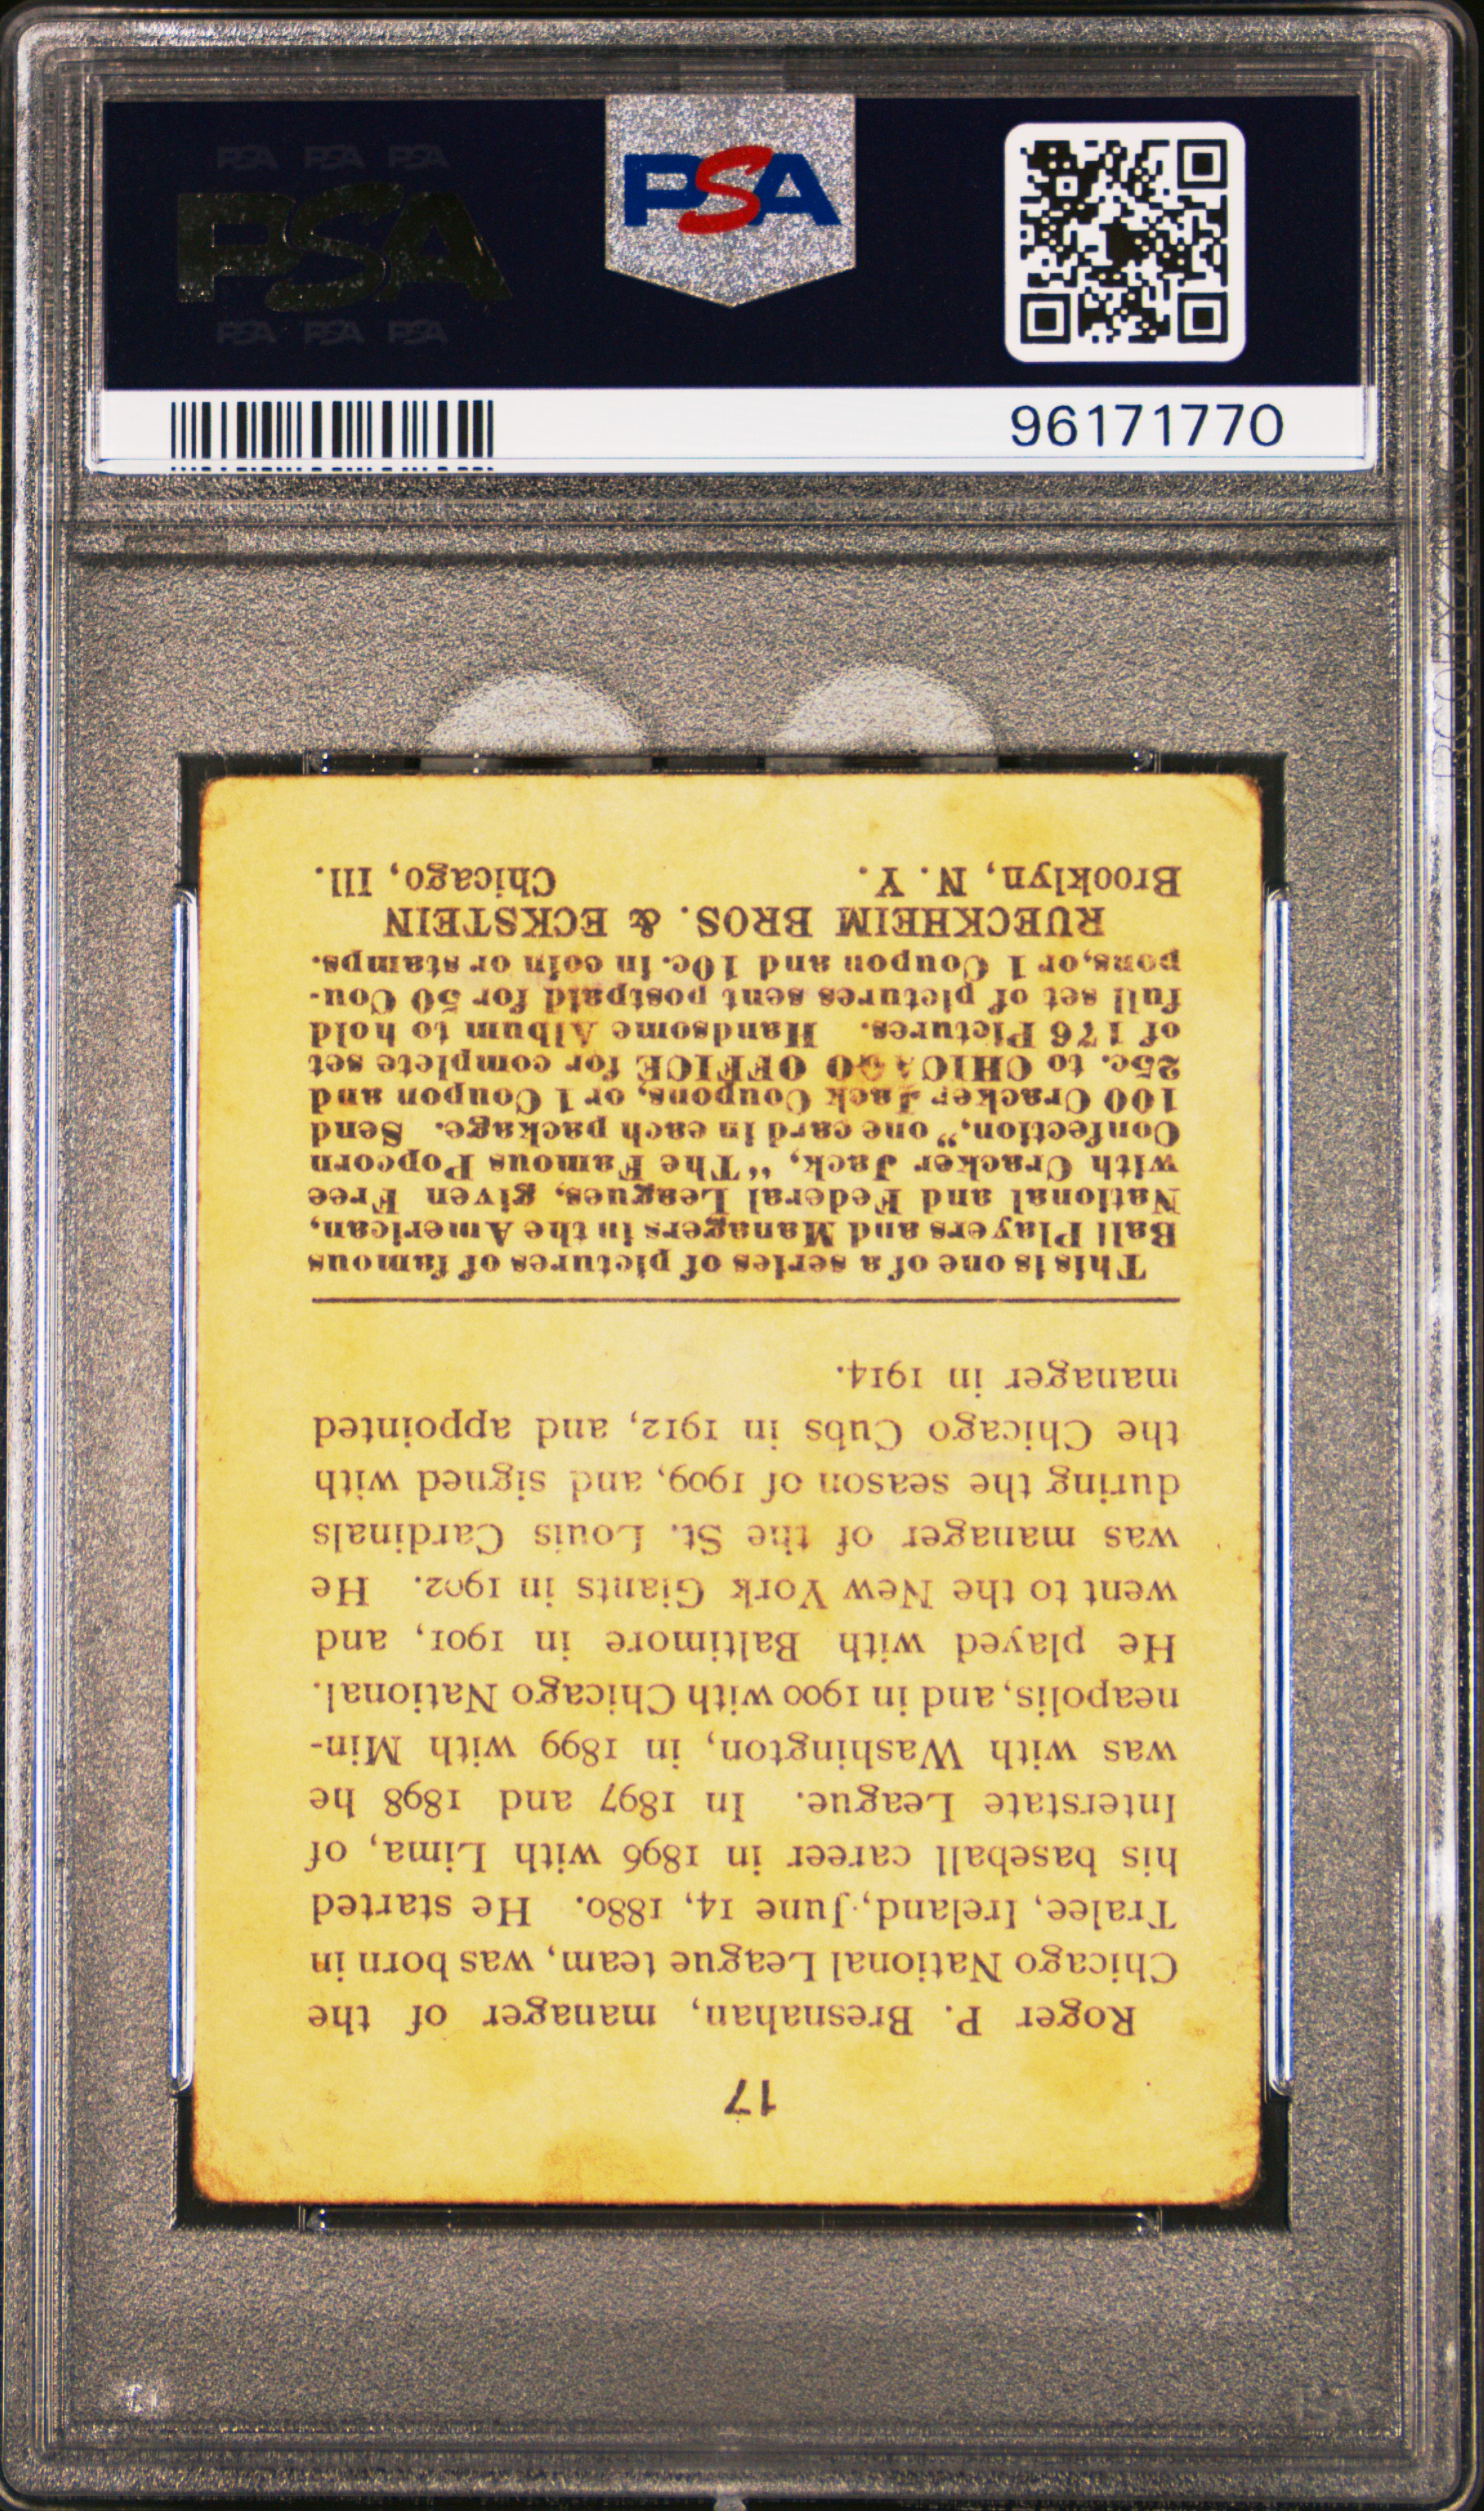 PSA PSA PSA
PSA
PSA PSA PSA
PSA
96171770
17
Roger P. Bresnahan, manager of the
Chicago National League team, was born in
Tralee, Ireland, June 14, 1880. He started
his baseball career in 1896 with Lima, of
Interstate League. In 1897 and 1898 he
was with Washington, in 1899 with Min-
neapolis, and in 1900 with Chicago National.
He played with Baltimore in 1901, and
went to the New York Giants in 1902. He
was manager of the St. Louis Cardinals
during the season of 1909, and signed with
the Chicago Cubs in 1912, and appointed
manager in 1914.
This is one of a series of pictures of famous
Ball Players and Managers in the American,
National and Federal Leagues, given Free
with Cracker Jack, “The Famous Popcorn
Confection,” one card in each package. Send
100 Cracker Jack Coupons, or 1 Coupon and
25c. to CHICAGO OFFICE for complete set
of 176 Pictures. Handsome Album to hold
full set of pictures sent postpaid for 50 Cou-
pons, or 1 Coupon and 10c. in coin or stamps.
RUECKHEIM BROS. & ECKSTEIN
Brooklyn, N. Y. Chicago, Ill.